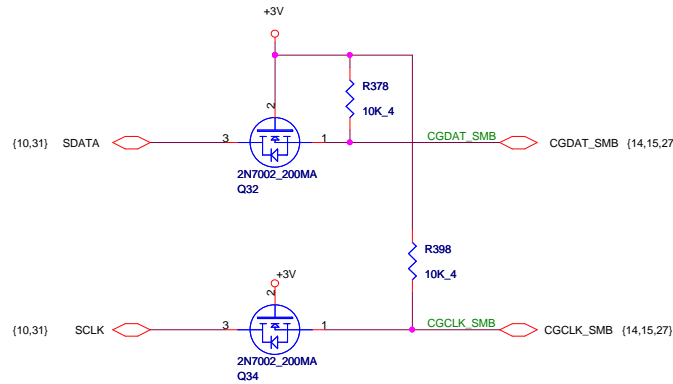 +3V
R378
10K_4
2
{10,31} SDATA 3 1 CGDAT_SMB CGDAT_SMB {14,15,27
2N7002_200MA
Q32
R398
10K_4
+3V
2
{10,31} SCLK 3 1 CGCLK_SMB CGCLK_SMB {14,15,27}
2N7002_200MA
Q34